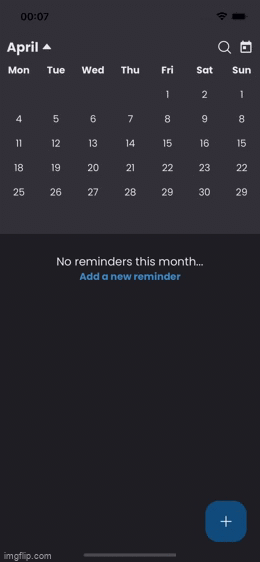 00:07
April
Mon Tue Wed Thu Fri Sat Sun
1 2 1
4 5 6 7 8 9 8
11 12 13 14 15 16 15
18 19 20 21 22 23 22
25 26 27 28 29 30 29
No reminders this month...
Add a new reminder
+
imgflip.com